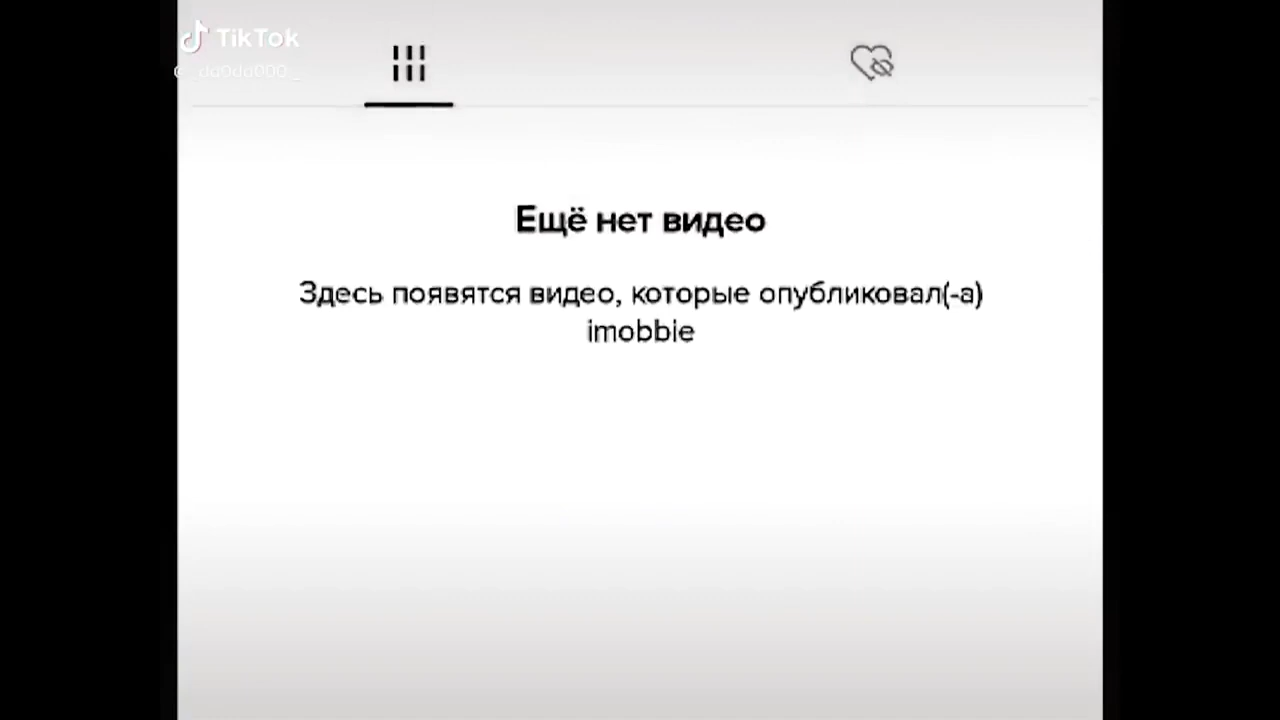 TikTok
Ещё нет видео
Здесь появятся видео, которые опубликовал(-а)
imobbie